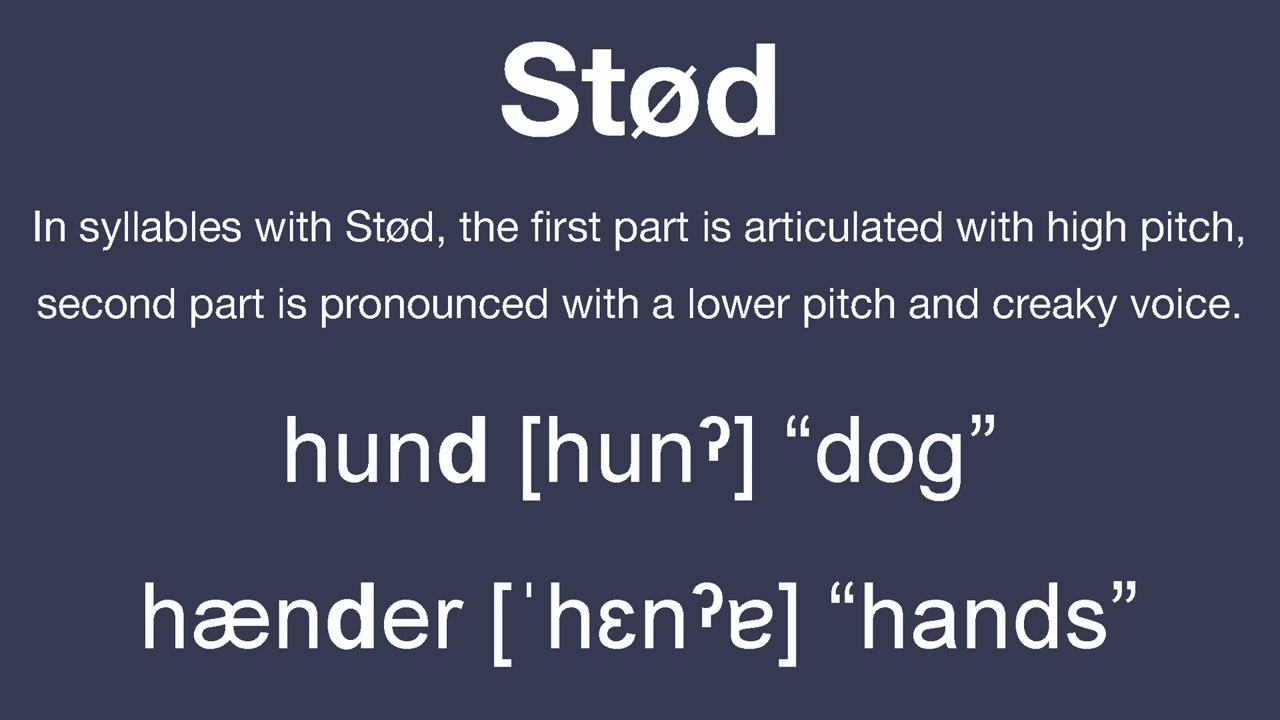 Stød
In syllables with Stød, the first part is articulated with high pitch,
second part is pronounced with a lower pitch and creaky voice.
hund [hunˀ] “dog”
hænder [ˈhɛnˀɐ] “hands”